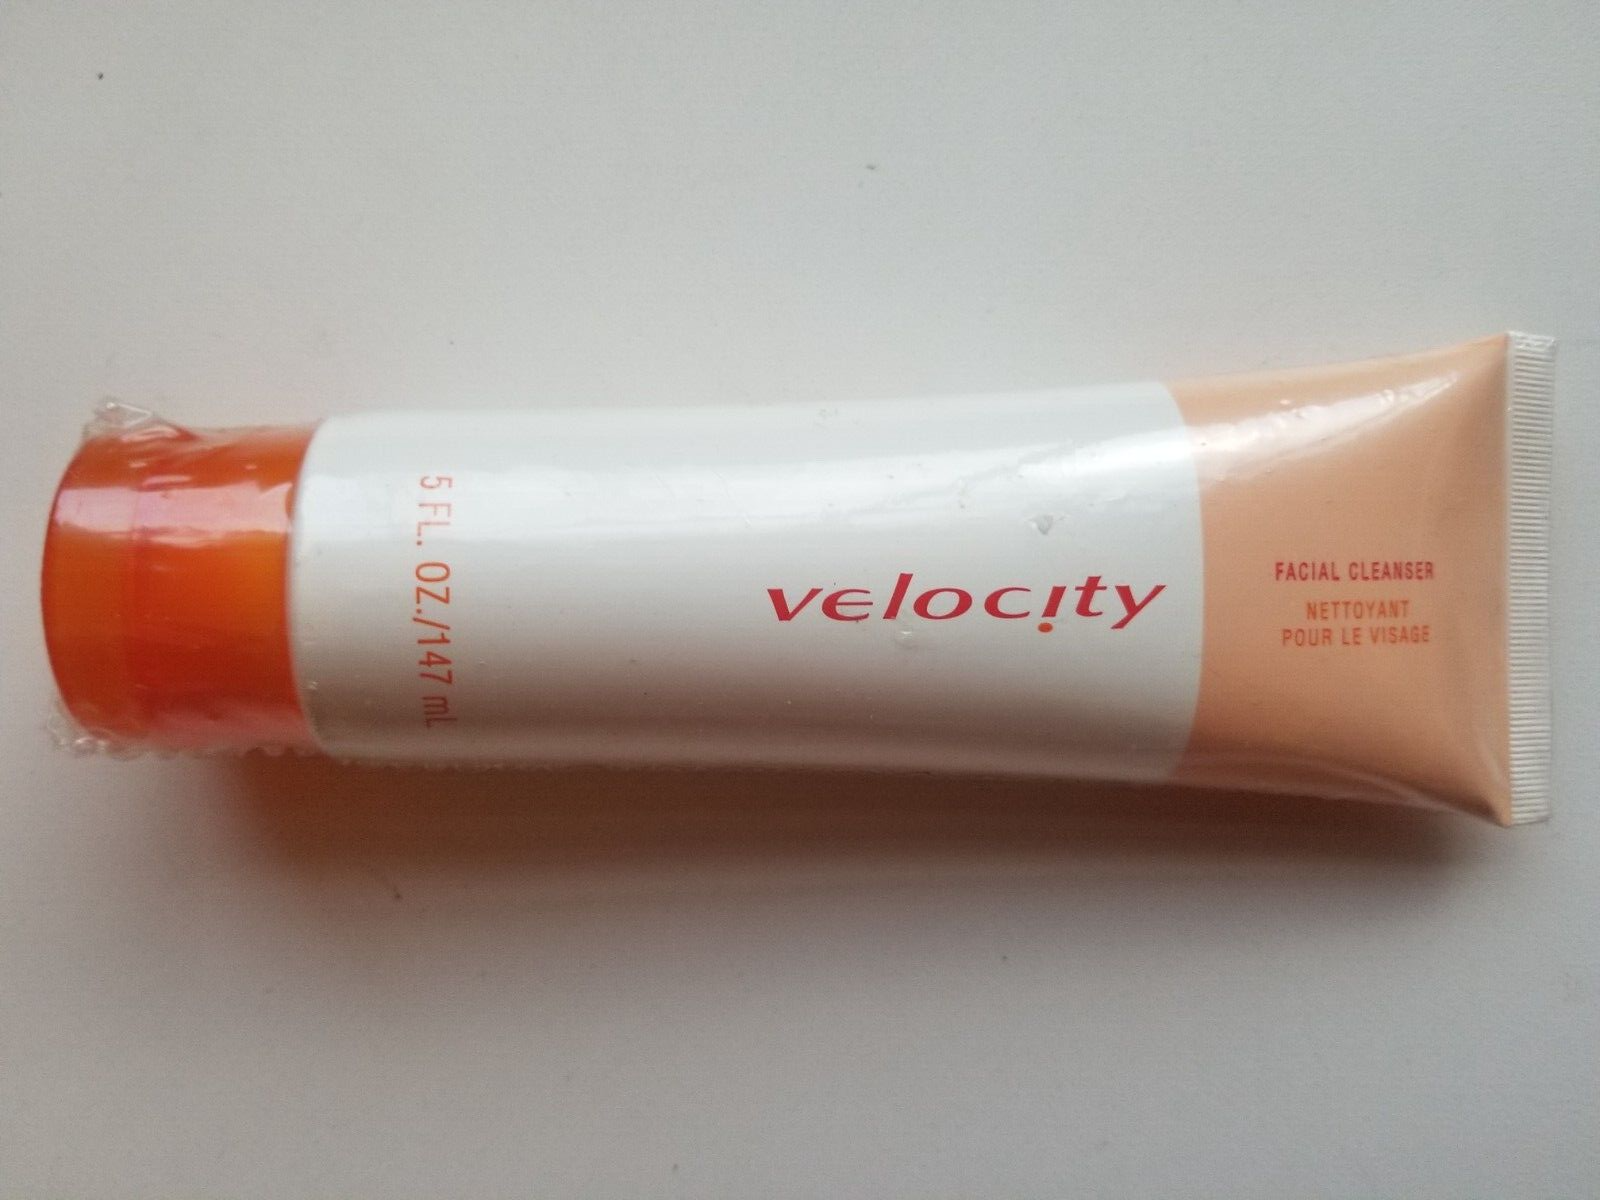 velocity
FACIAL CLEANSER
NETTOYANT
POUR LE VISAGE
5 FL. OZ./147 mL